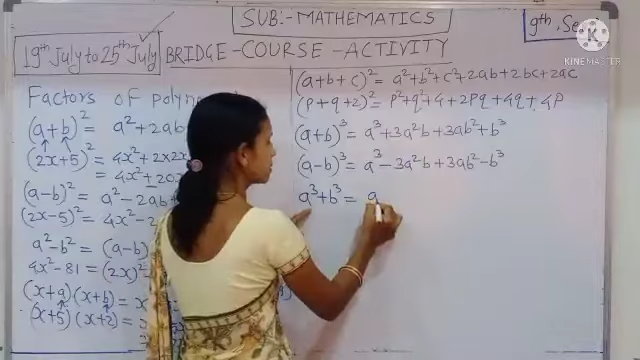 SUB:- MATHEMATICS
9th, Se
KINEMASTER
19th July to 25th July
BRIDGE-COURSE-ACTIVITY
Factors of polyn
(a+b)² = a²+2ab
(2x+5)² = 4x²+2x2x
= 4x²+20x
(a-b)² = a²-2ab
(2x-5)² = 4x²-2
a²-b² = (a-b)
4x²-81 = (2x)²
(x+a)(x+b) = x
(x+5)(x+2) =
(a+b+c)² = a²+b²+c²+2ab+2bc+2ac
(p+q+2)² = p²+q²+4+2pq+4q+4p
(a+b)³ = a³+3a²b+3ab²+b³
(a-b)³ = a³-3a²b+3ab²-b³
a³+b³ = a